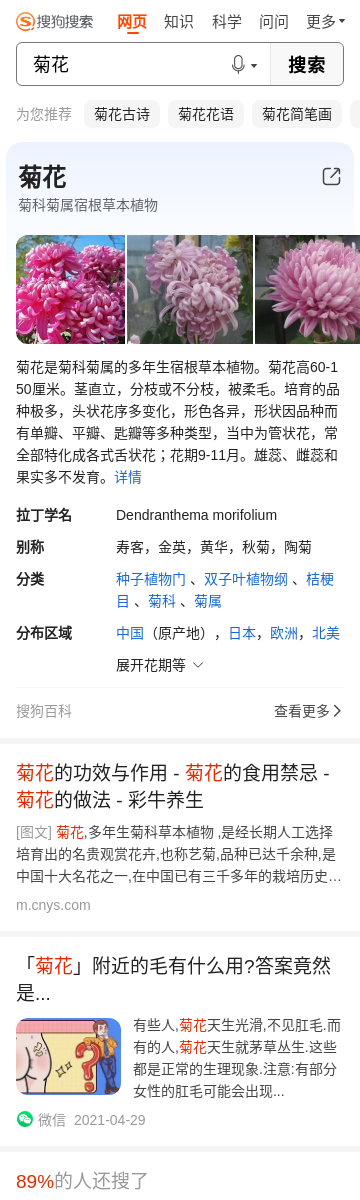 搜狗搜索 网页 知识 科学 问问 更多
菊花 搜索
为您推荐 菊花古诗 菊花花语 菊花简笔画
菊花
菊科菊属宿根草本植物
菊花是菊科菊属的多年生宿根草本植物。菊花高60-1
50厘米。茎直立，分枝或不分枝，被柔毛。培育的品
种极多，头状花序多变化，形色各异，形状因品种而
有单瓣、平瓣、匙瓣等多种类型，当中为管状花，常
全部特化成各式舌状花；花期9-11月。雄蕊、雌蕊和
果实多不发育。详情
拉丁学名 Dendranthema morifolium
别称 寿客，金英，黄华，秋菊，陶菊
分类 种子植物门 、双子叶植物纲 、桔梗
目 、菊科 、菊属
分布区域 中国（原产地），日本，欧洲，北美
展开花期等
搜狗百科 查看更多
菊花的功效与作用 - 菊花的食用禁忌 -
菊花的做法 - 彩牛养生
[图文] 菊花,多年生菊科草本植物 ,是经长期人工选择
培育出的名贵观赏花卉,也称艺菊,品种已达千余种,是
中国十大名花之一,在中国已有三千多年的栽培历史...
m.cnys.com
「菊花」附近的毛有什么用?答案竟然
是...
有些人,菊花天生光滑,不见肛毛.而
有的人,菊花天生就茅草丛生.这些
都是正常的生理现象.注意:有部分
女性的肛毛可能会出现...
微信 2021-04-29
89%的人还搜了